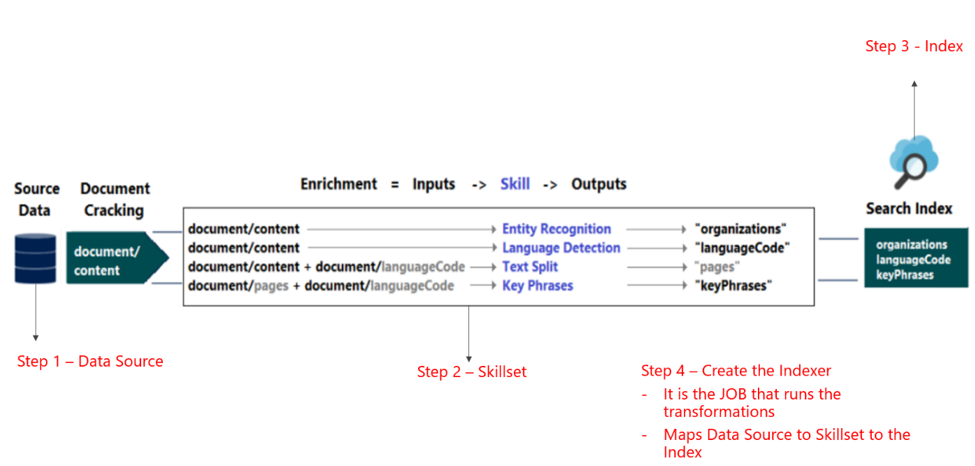 Step 3 - Index
Source
Data
Document
Cracking
Enrichment = Inputs -> Skill -> Outputs
Search Index
document/
content
document/content Entity Recognition "organizations"
document/content Language Detection "languageCode"
document/content + document/languageCode Text Split "pages"
document/pages + document/languageCode Key Phrases "keyPhrases"
organizations
languageCode
keyPhrases
Step 1 – Data Source
Step 2 – Skillset
Step 4 – Create the Indexer
- It is the JOB that runs the
transformations
- Maps Data Source to Skillset to the
Index